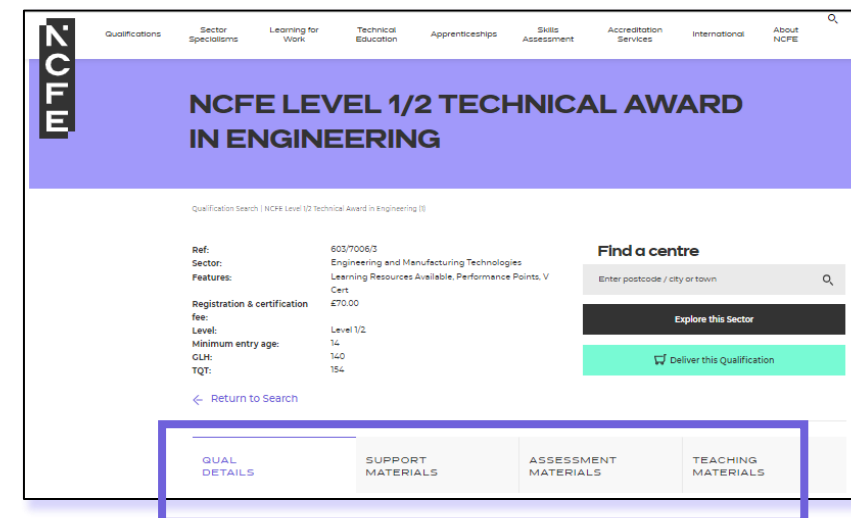 NCFE
Qualifications
Sector Specialisms
Learning for Work
Technical Education
Apprenticeships
Skills Assessment
Accreditation Services
International
About NCFE
NCFE LEVEL 1/2 TECHNICAL AWARD
IN ENGINEERING
Qualification Search | NCFE Level 1/2 Technical Award in Engineering (1)
Ref: 603/7006/3
Sector: Engineering and Manufacturing Technologies
Features: Learning Resources Available, Performance Points, V
Cert
Registration & certification £70.00
fee:
Level: Level 1/2
Minimum entry age: 14
GLH: 140
TQT: 154
Return to Search
Find a centre
Enter postcode / city or town
Explore this Sector
Deliver this Qualification
QUAL
DETAILS
SUPPORT
MATERIALS
ASSESSMENT
MATERIALS
TEACHING
MATERIALS